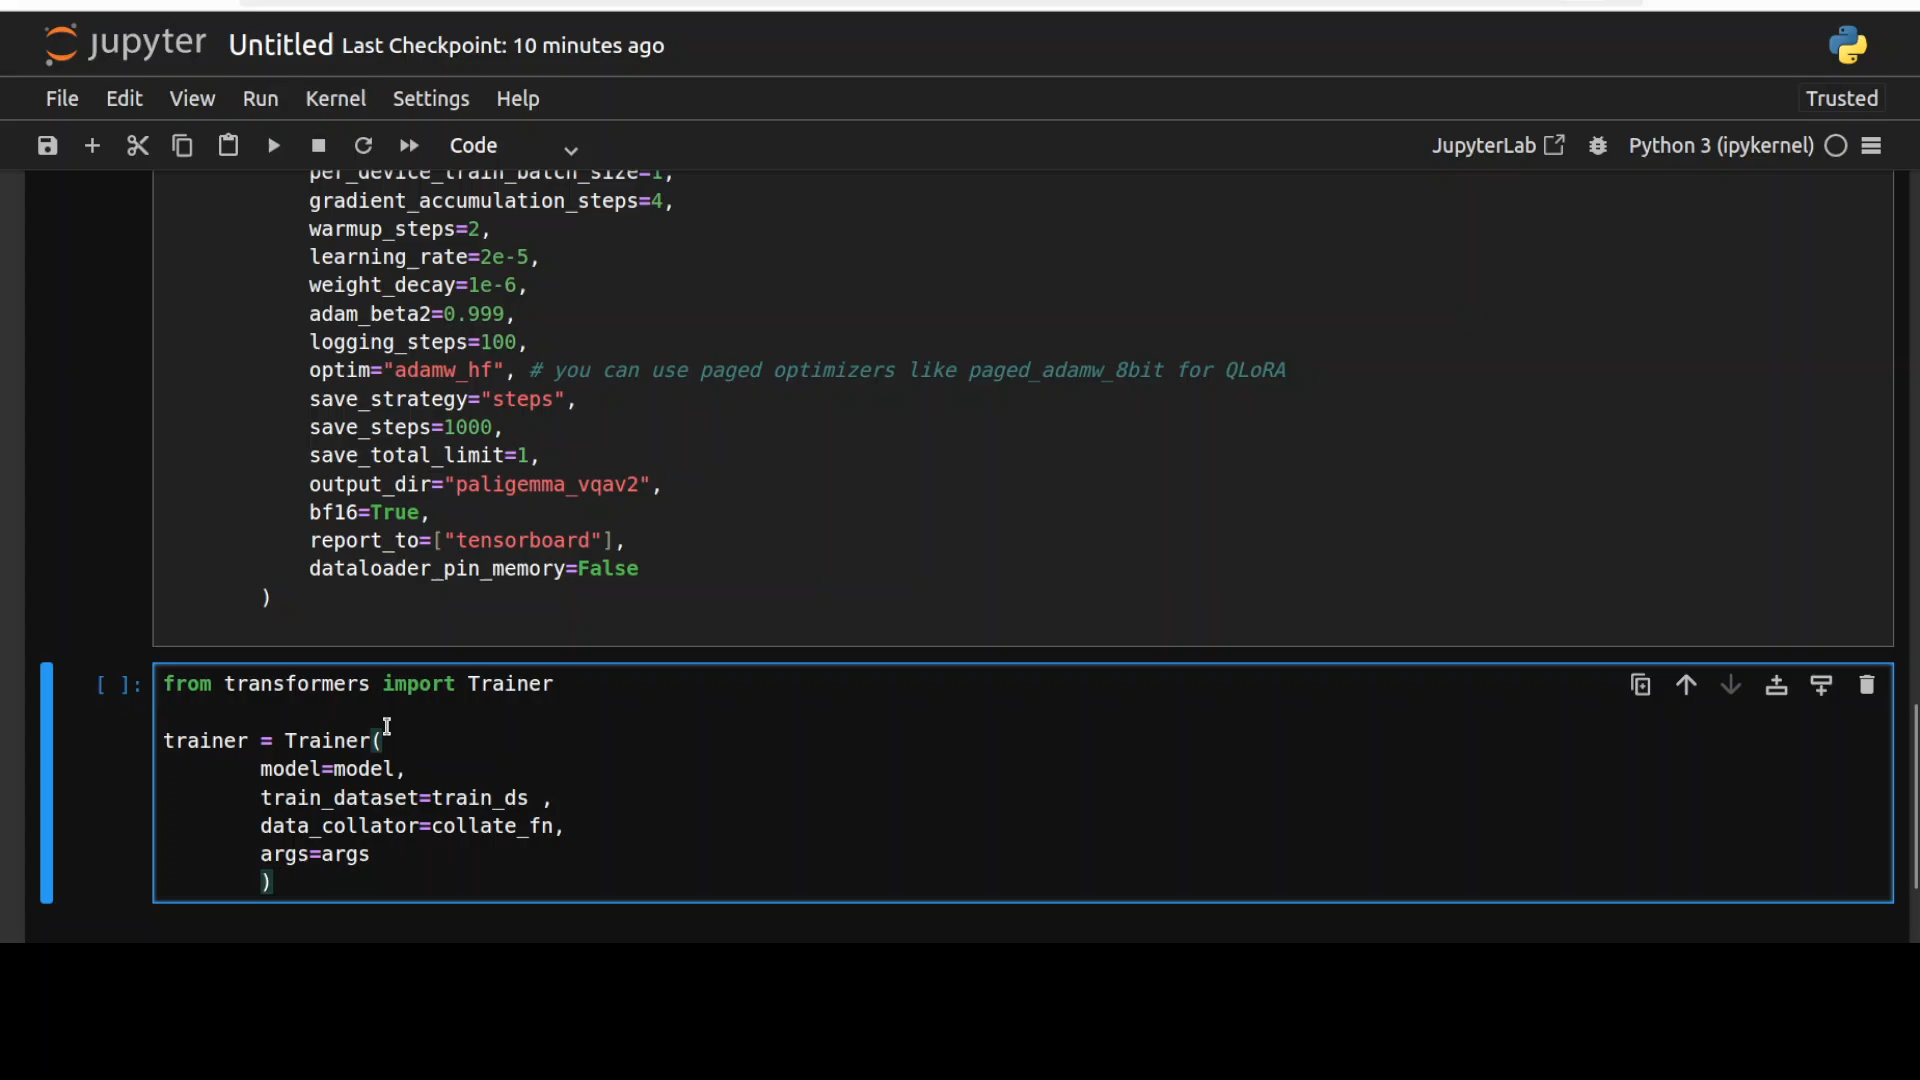 jupyter Untitled Last Checkpoint: 10 minutes ago
File Edit View Run Kernel Settings Help Trusted
Code JupyterLab Python 3 (ipykernel)
per_device_train_batch_size=1,
gradient_accumulation_steps=4,
warmup_steps=2,
learning_rate=2e-5,
weight_decay=1e-6,
adam_beta2=0.999,
logging_steps=100,
optim="adamw_hf", # you can use paged optimizers like paged_adamw_8bit for QLoRA
save_strategy="steps",
save_steps=1000,
save_total_limit=1,
output_dir="paligemma_vqav2",
bf16=True,
report_to=["tensorboard"],
dataloader_pin_memory=False
)
[ ]: from transformers import Trainer
trainer = Trainer(
model=model,
train_dataset=train_ds ,
data_collator=collate_fn,
args=args
)